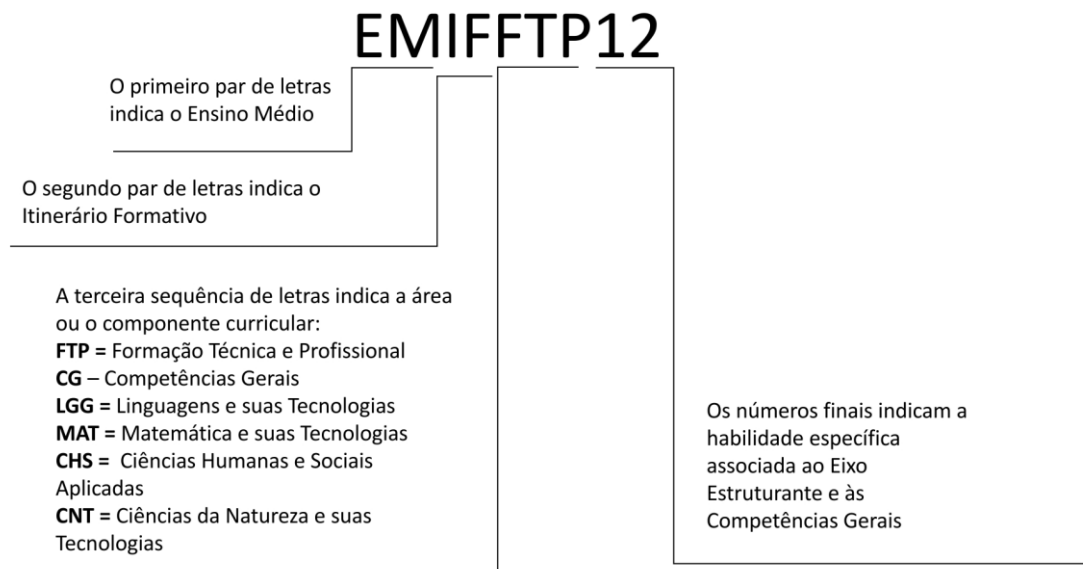 EMIFFTP12
O primeiro par de letras
indica o Ensino Médio
O segundo par de letras indica o
Itinerário Formativo
A terceira sequência de letras indica a área
ou o componente curricular:
FTP = Formação Técnica e Profissional
CG – Competências Gerais
LGG = Linguagens e suas Tecnologias
MAT = Matemática e suas Tecnologias
CHS = Ciências Humanas e Sociais
Aplicadas
CNT = Ciências da Natureza e suas
Tecnologias
Os números finais indicam a
habilidade específica
associada ao Eixo
Estruturante e às
Competências Gerais